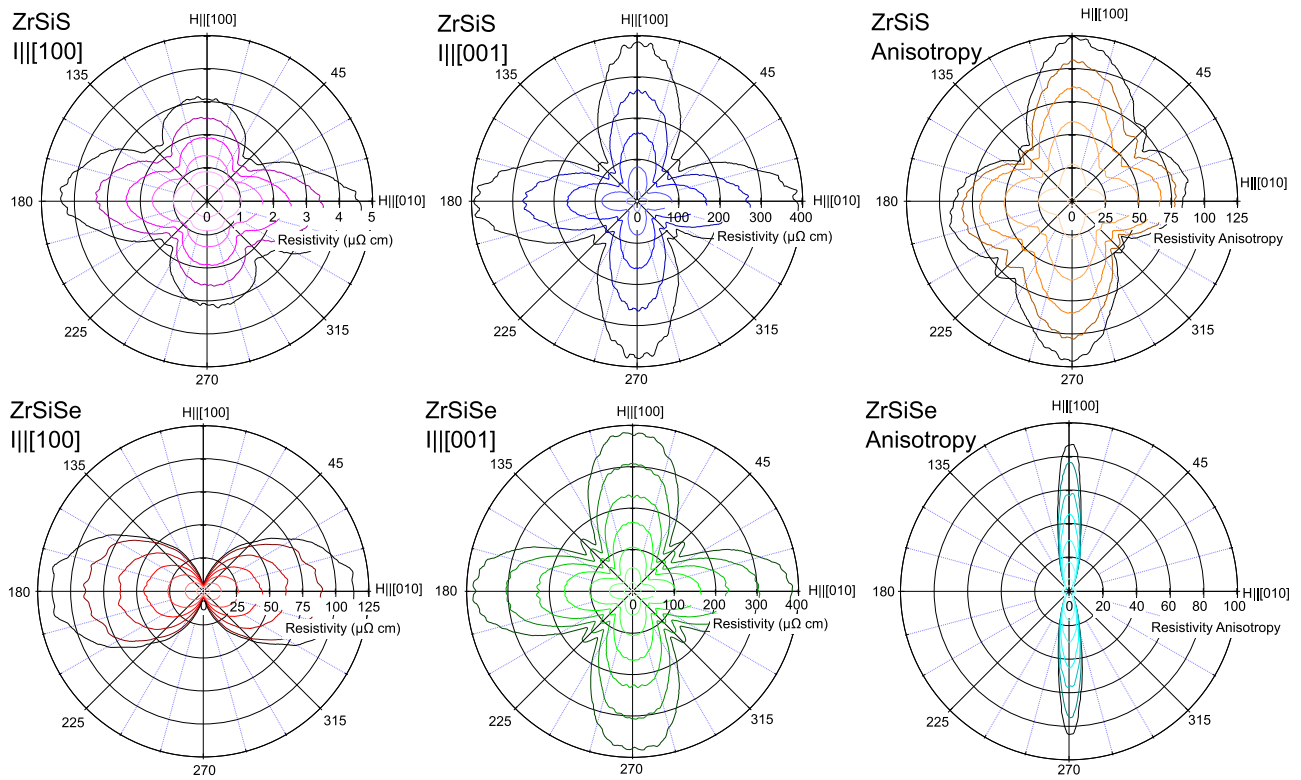 ZrSiS
I||[100]
H||[100]
135
45
180
H||[010]
0 1 2 3 4 5
Resistivity (µΩ cm)
225
315
270
ZrSiS
I||[001]
H||[100]
135
45
180
H||[010]
0 100 200 300 400
Resistivity (µΩ cm)
225
315
270
ZrSiS
Anisotropy
H||[100]
135
45
180
H||[010]
0 25 50 75 100 125
Resistivity Anisotropy
225
315
270
ZrSiSe
I||[100]
H||[100]
135
45
180
H||[010]
0 25 50 75 100 125
Resistivity (µΩ cm)
225
315
270
ZrSiSe
I||[001]
H||[100]
135
45
180
H||[010]
0 100 200 300 400
Resistivity (µΩ cm)
225
315
270
ZrSiSe
Anisotropy
H||[100]
135
45
180
H||[010]
0 20 40 60 80 100
Resistivity Anisotropy
225
315
270